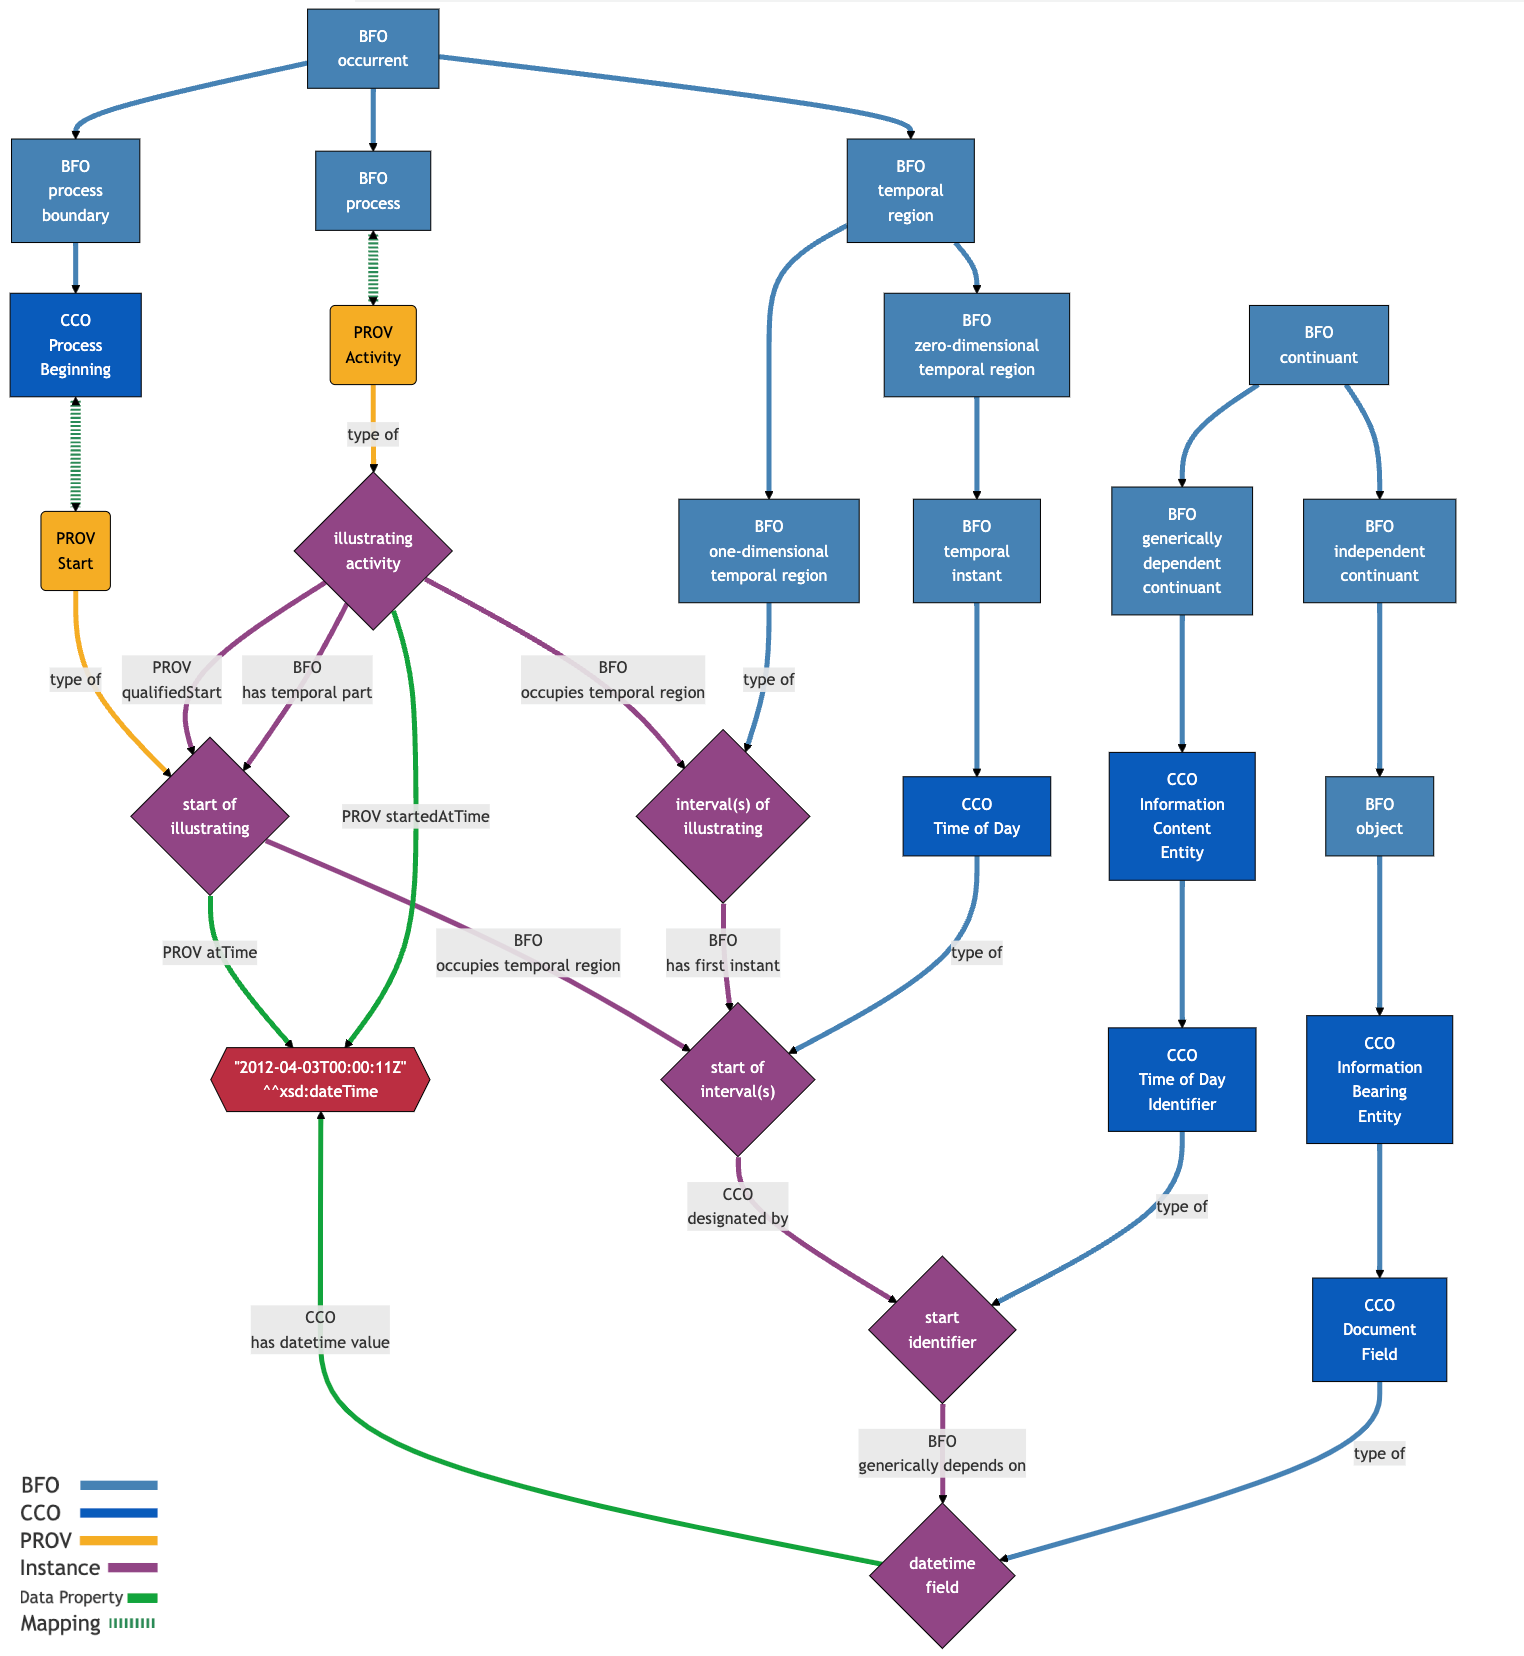 BFO
occurrent
BFO
process
boundary
BFO
process
BFO
temporal
region
CCO
Process
Beginning
PROV
Activity
BFO
zero-dimensional
temporal region
BFO
continuant
type of
PROV
Start
illustrating
activity
BFO
one-dimensional
temporal region
BFO
temporal
instant
BFO
generically
dependent
continuant
BFO
independent
continuant
type of
PROV
qualifiedStart
BFO
has temporal part
BFO
occupies temporal region
type of
start of
illustrating
PROV startedAtTime
interval(s) of
illustrating
CCO
Time of Day
CCO
Information
Content
Entity
BFO
object
PROV atTime
BFO
occupies temporal region
BFO
has first instant
type of
"2012-04-03T00:00:11Z"
^^xsd:dateTime
start of
interval(s)
CCO
Time of Day
Identifier
CCO
Information
Bearing
Entity
CCO
designated by
type of
CCO
has datetime value
start
identifier
CCO
Document
Field
BFO
generically depends on
type of
datetime
field
BFO
CCO
PROV
Instance
Data Property
Mapping